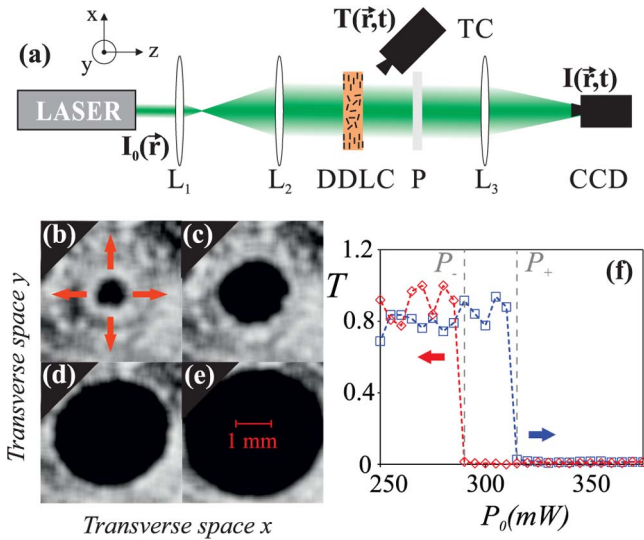 (a)
x
y
z
T(r⃗,t)
TC
LASER
I₀(r⃗)
I(r⃗,t)
L₁
L₂
DDLC
P
L₃
CCD
(b)
(c)
(d)
(e)
1 mm
Transverse space y
Transverse space x
(f)
P₋
P₊
T
1.2
0.8
0.4
0
250
300
350
P₀(mW)